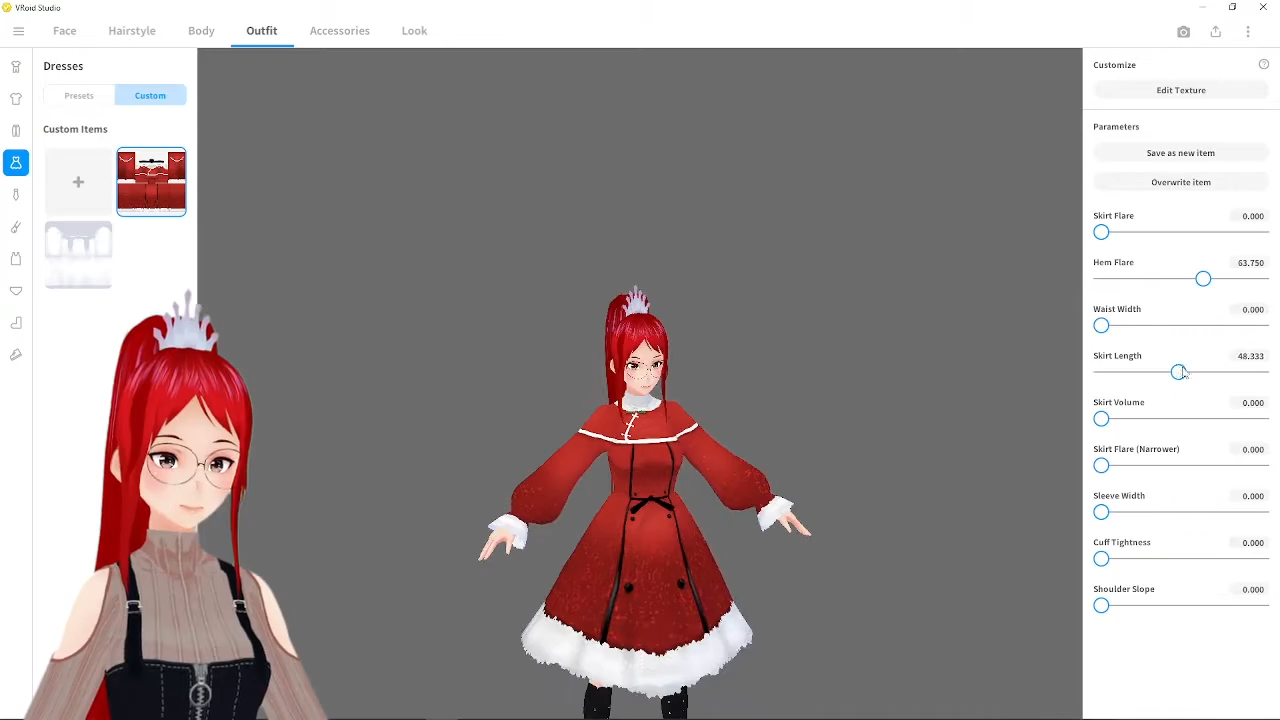 VRoid Studio
Face
Hairstyle
Body
Outfit
Accessories
Look
Dresses
Presets
Custom
Custom Items
Customize
Edit Texture
Parameters
Save as new item
Overwrite item
Skirt Flare 0.000
Hem Flare 63.750
Waist Width 0.000
Skirt Length 48.333
Skirt Volume 0.000
Skirt Flare (Narrower) 0.000
Sleeve Width 0.000
Cuff Tightness 0.000
Shoulder Slope 0.000